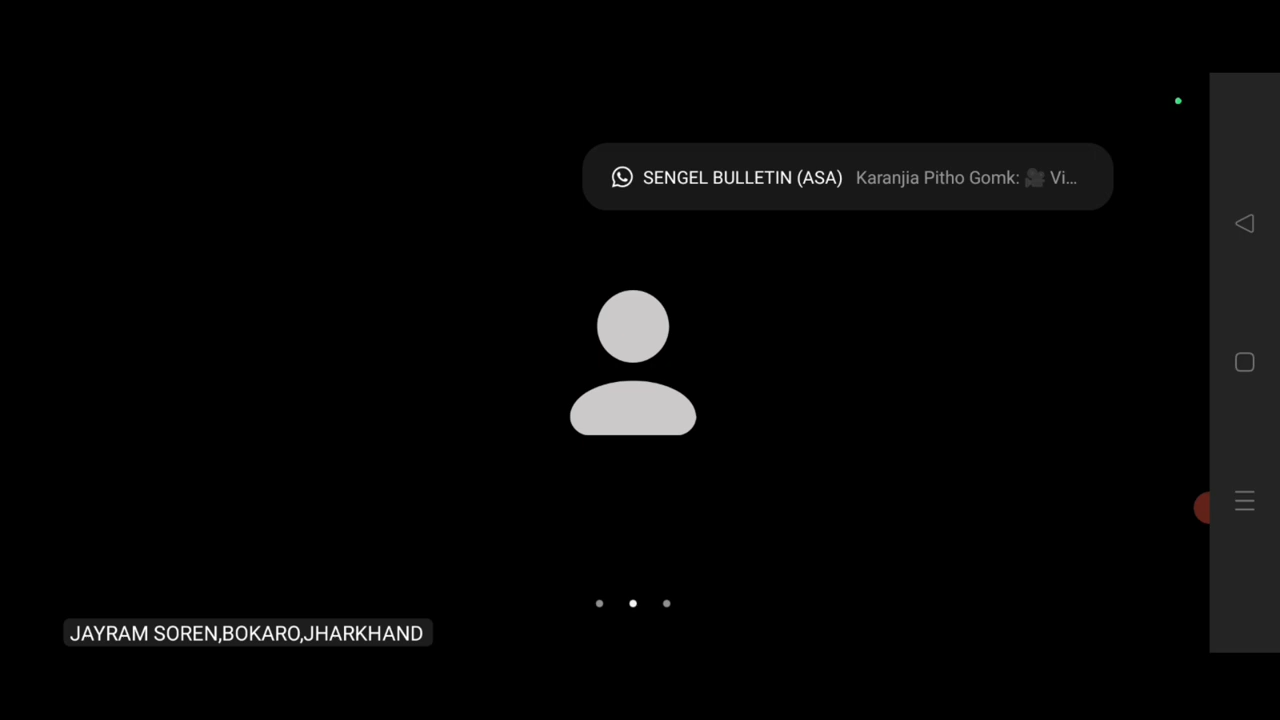 SENGEL BULLETIN (ASA) Karanjia Pitho Gomk: 🎥 Vi...
JAYRAM SOREN,BOKARO,JHARKHAND